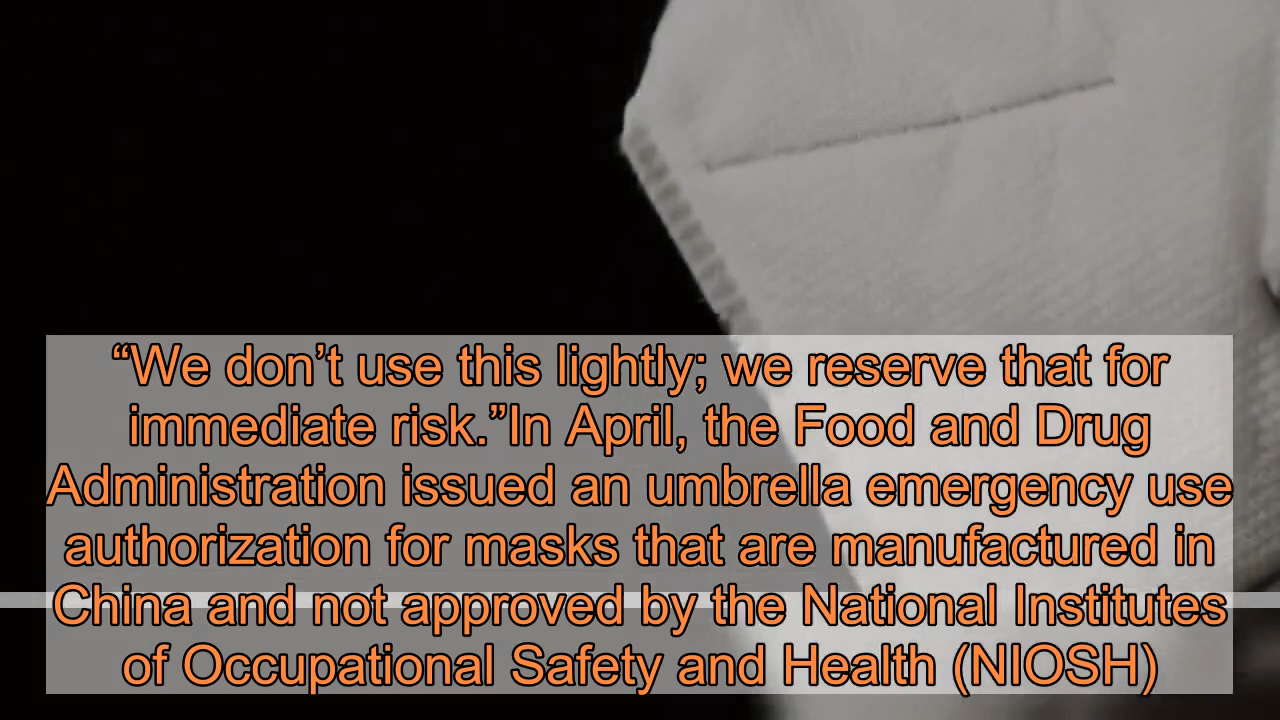 “We don’t use this lightly; we reserve that for
immediate risk.”In April, the Food and Drug
Administration issued an umbrella emergency use
authorization for masks that are manufactured in
China and not approved by the National Institutes
of Occupational Safety and Health (NIOSH)